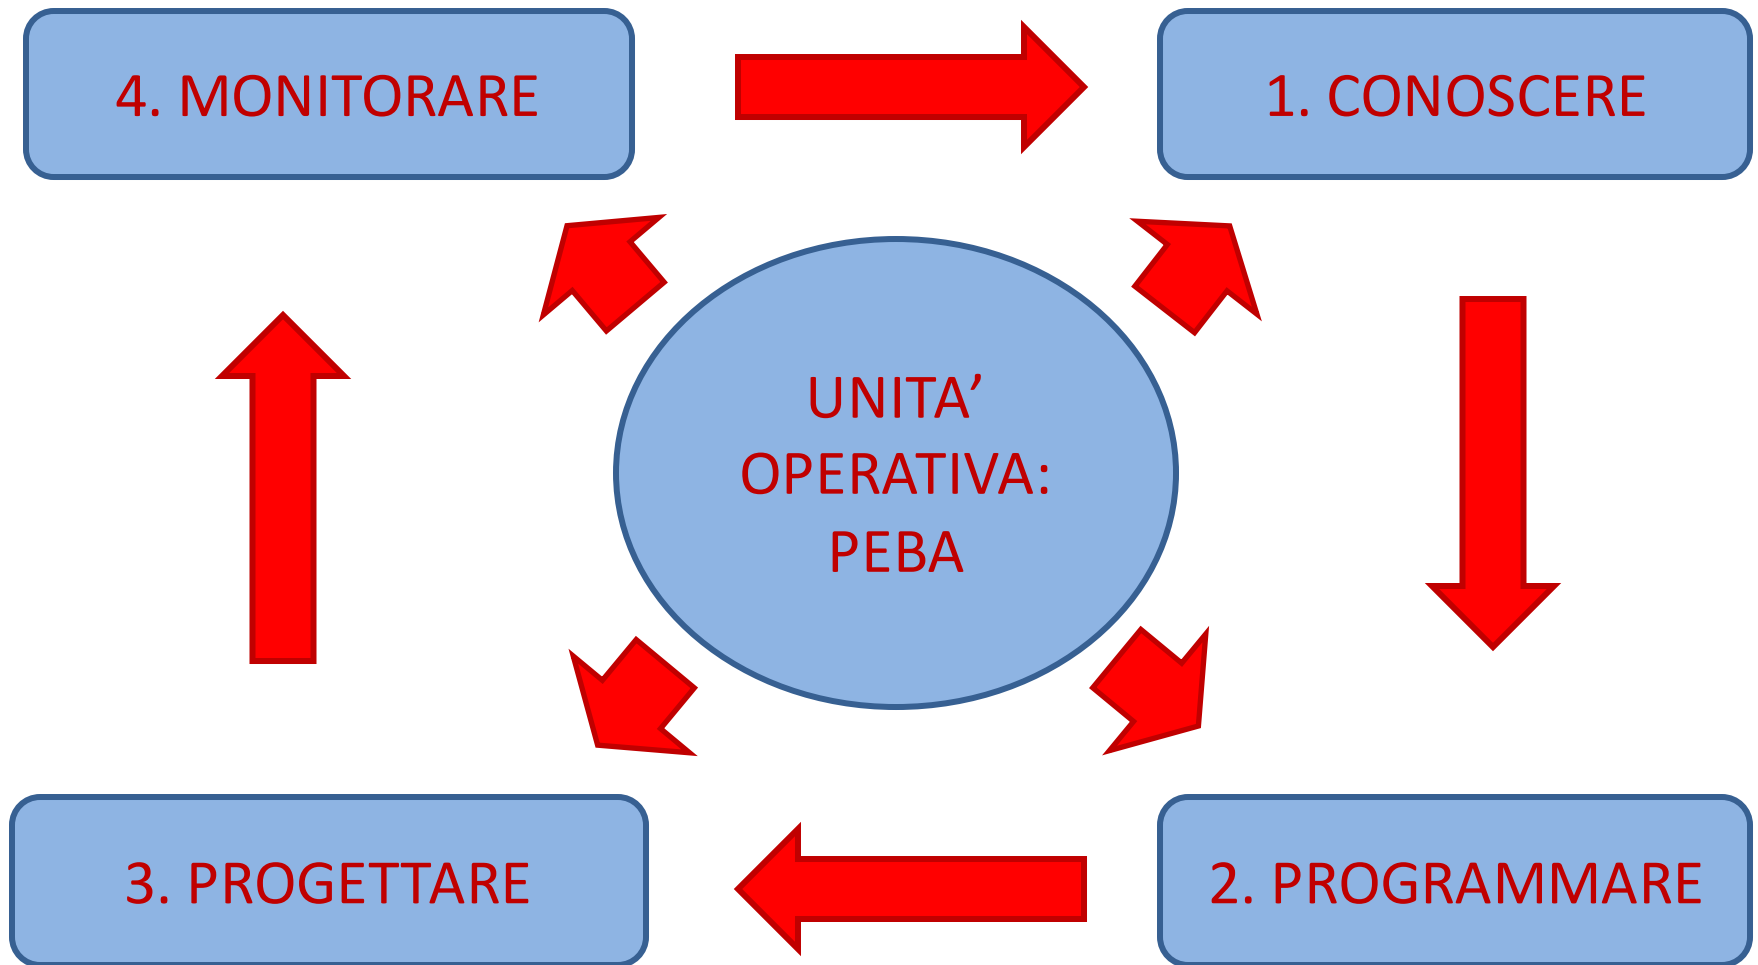 4. MONITORARE
1. CONOSCERE
UNITA’
OPERATIVA:
PEBA
3. PROGETTARE
2. PROGRAMMARE